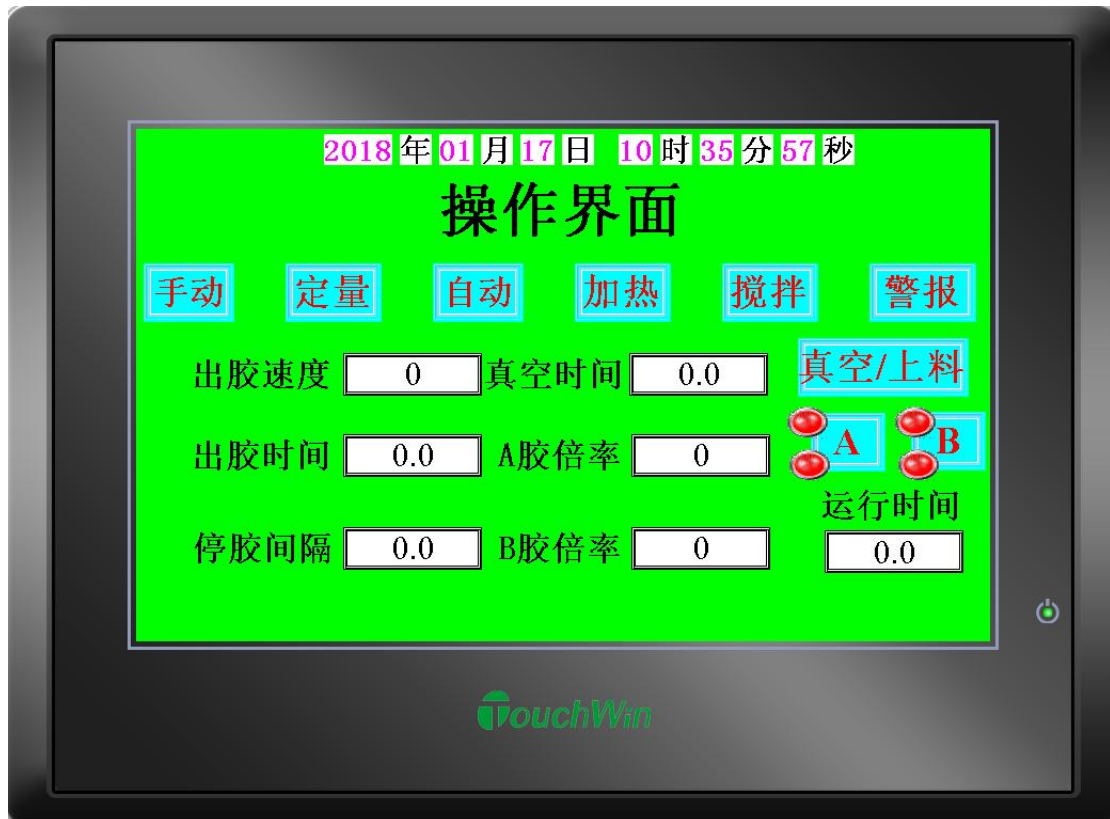 2018年01月17日 10时35分57秒
操作界面
手动 定量 自动 加热 搅拌 警报
出胶速度 0 真空时间 0.0 真空/上料
出胶时间 0.0 A胶倍率 0 A B
运行时间
停胶间隔 0.0 B胶倍率 0 0.0
TouchWin